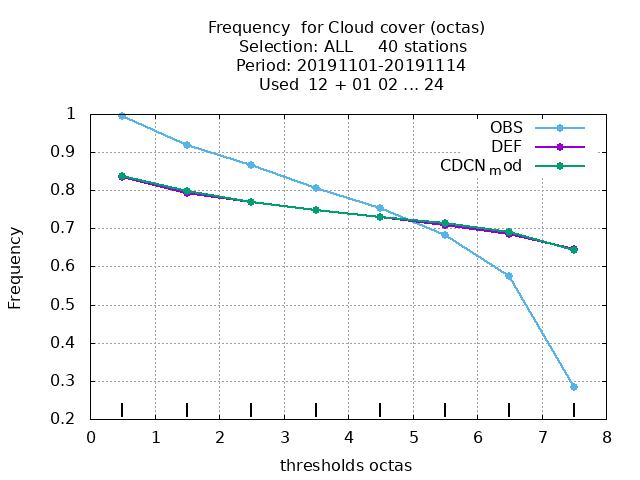 Frequency  for Cloud cover (octas)
Selection: ALL     40 stations
Period: 20191101-20191114
Used 12 + 01 02 ... 24
OBS
DEF
CDCN_mod
1
0.9
0.8
0.7
0.6
0.5
0.4
0.3
0.2
Frequency
0 1 2 3 4 5 6 7 8
thresholds octas